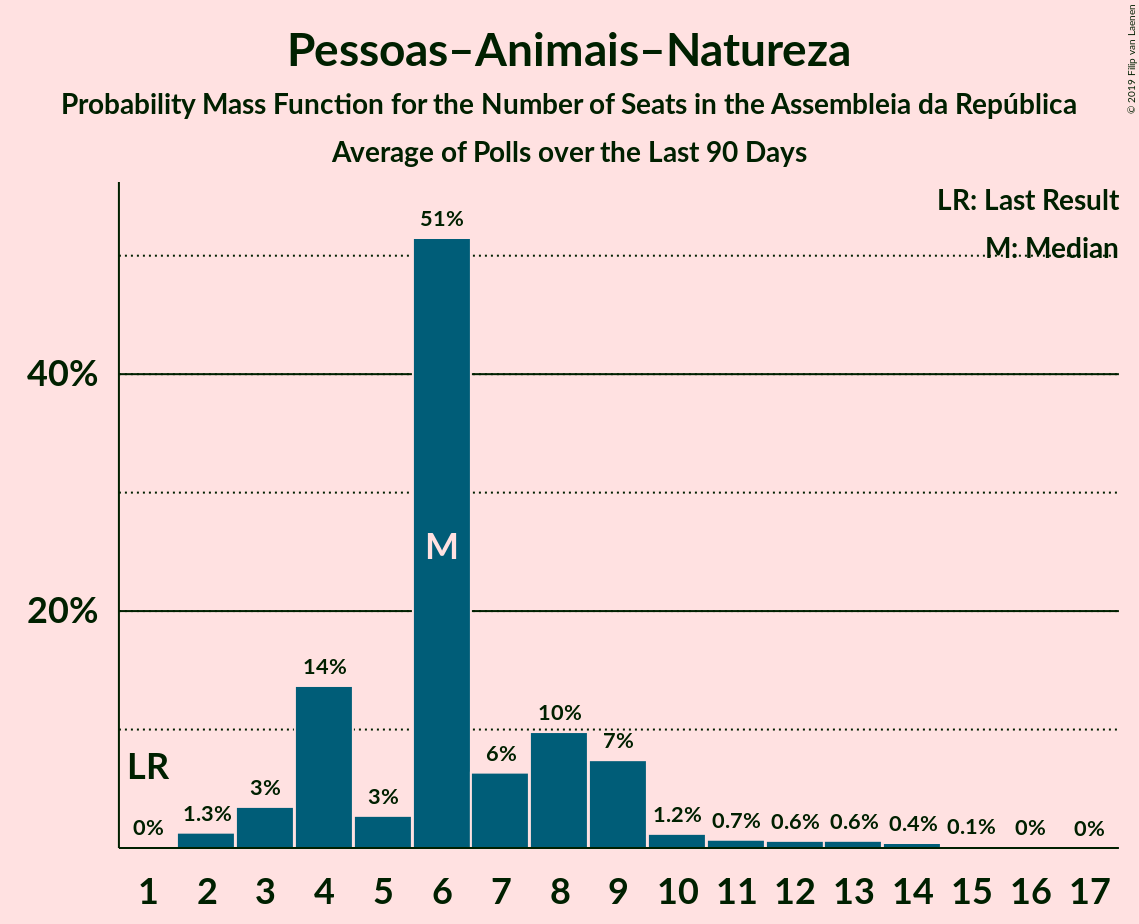 Pessoas–Animais–Natureza
Probability Mass Function for the Number of Seats in the Assembleia da República
Average of Polls over the Last 90 Days
© 2019 Filip van Laenen
LR: Last Result
M: Median
40%
20%
LR
M
0%
1.3%
3%
14%
3%
51%
6%
10%
7%
1.2%
0.7%
0.6%
0.6%
0.4%
0.1%
0%
0%
1 2 3 4 5 6 7 8 9 10 11 12 13 14 15 16 17